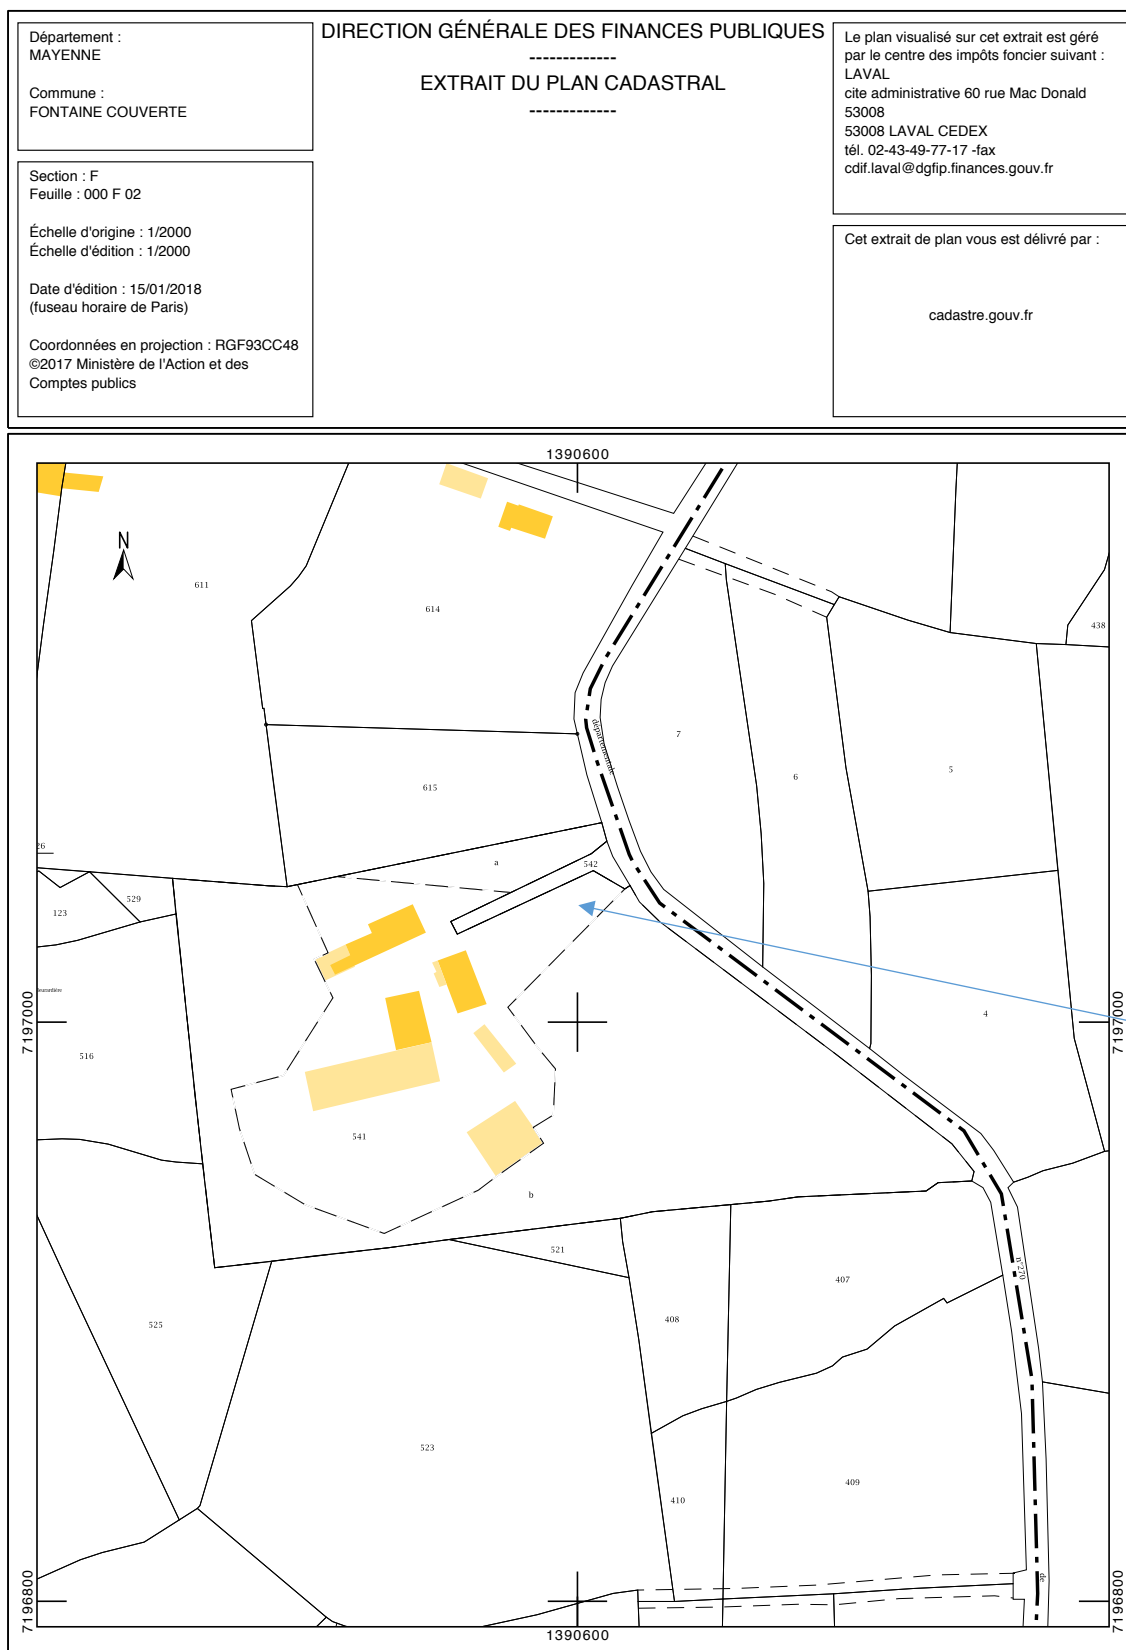 Département :
MAYENNE
Commune :
FONTAINE COUVERTE
Section : F
Feuille : 000 F 02
Échelle d'origine : 1/2000
Échelle d'édition : 1/2000
Date d'édition : 15/01/2018
(fuseau horaire de Paris)
Coordonnées en projection : RGF93CC48
©2017 Ministère de l'Action et des
Comptes publics
DIRECTION GÉNÉRALE DES FINANCES PUBLIQUES
-------------
EXTRAIT DU PLAN CADASTRAL
-------------
Le plan visualisé sur cet extrait est géré
par le centre des impôts foncier suivant :
LAVAL
cite administrative 60 rue Mac Donald
53008
53008 LAVAL CEDEX
tél. 02-43-49-77-17 -fax
cdif.laval@dgfip.finances.gouv.fr
Cet extrait de plan vous est délivré par :
cadastre.gouv.fr
1390600
N
611
614
438
départementale
7
6
5
615
26
a
542
529
123
7197000
4
7197000
516
541
b
521
n°270
407
408
525
523
409
410
de
7196800
7196800
1390600